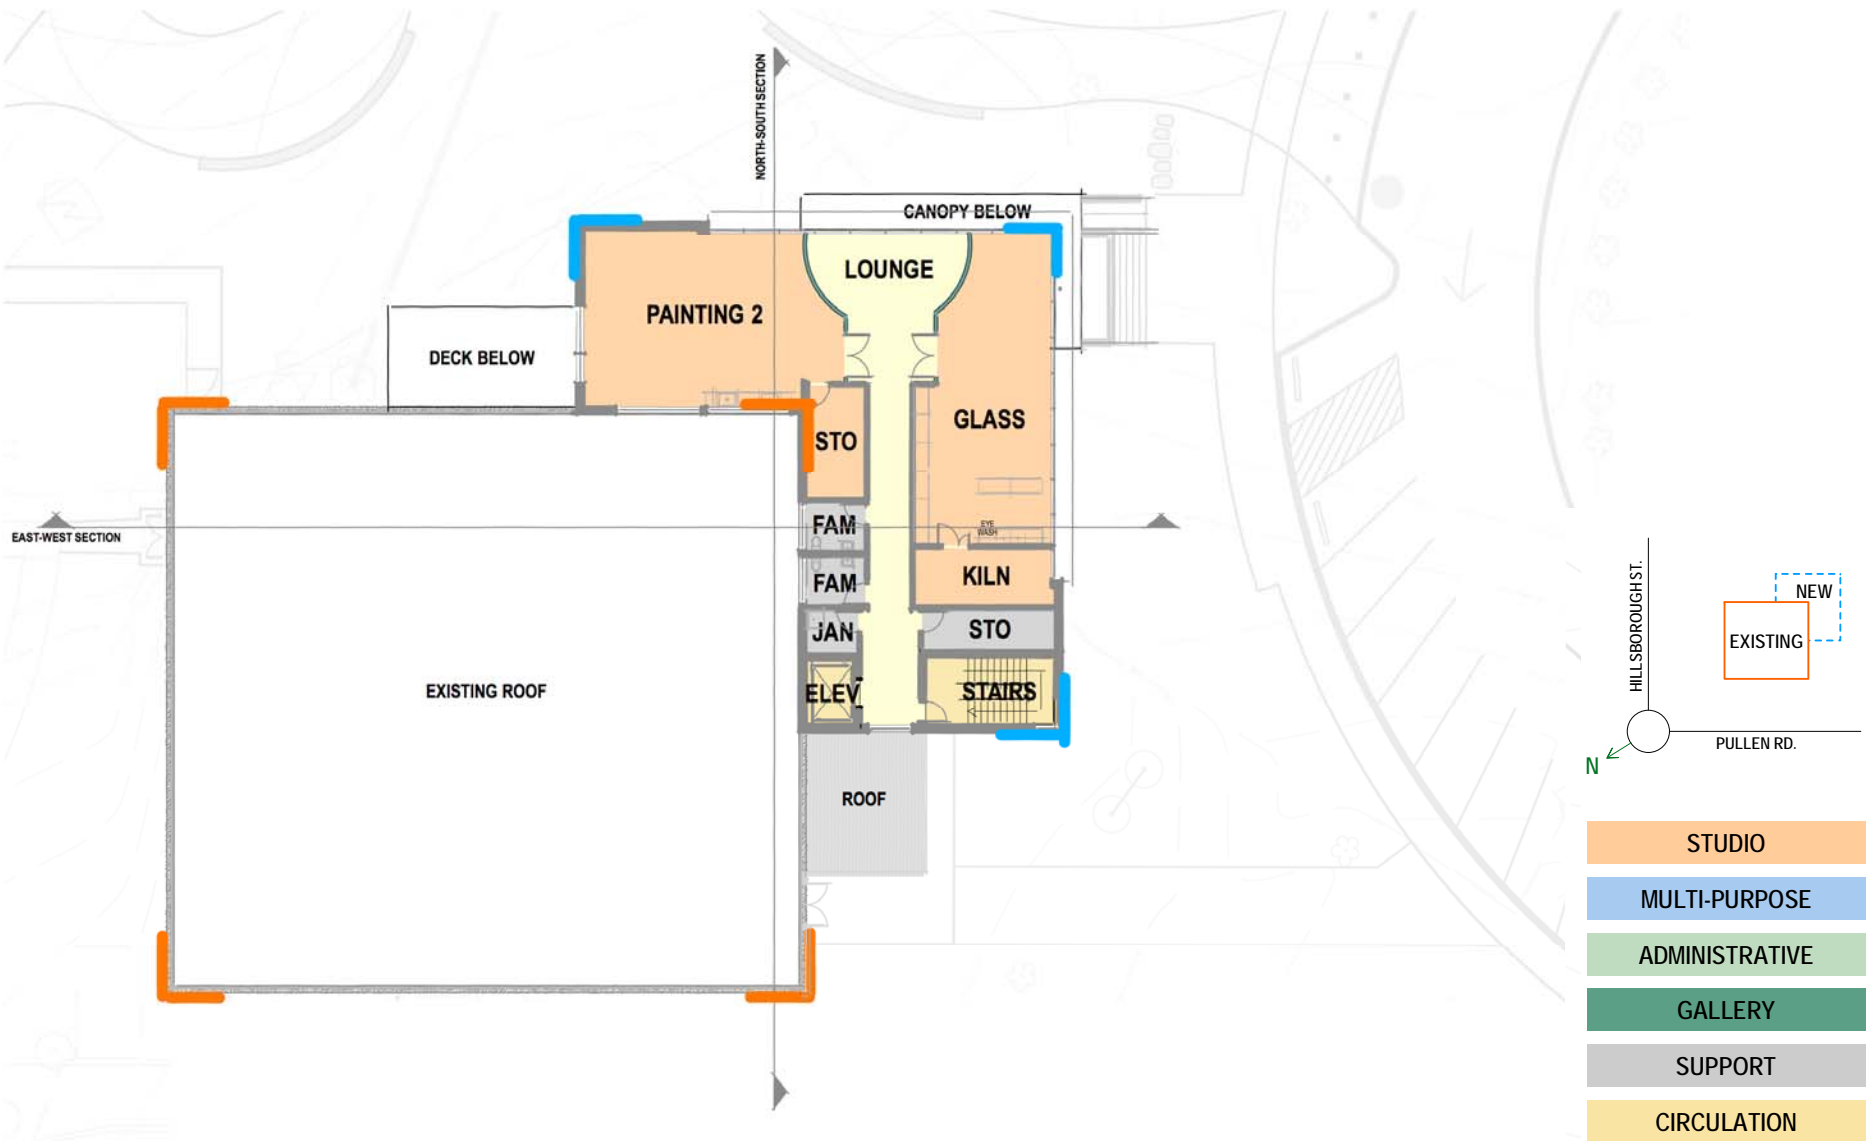 NORTH-SOUTH SECTION
CANOPY BELOW
LOUNGE
PAINTING 2
DECK BELOW
GLASS
STO
FAM
EYE
WASH
EAST-WEST SECTION
FAM
KILN
JAN
STO
ELEV
STAIRS
EXISTING ROOF
ROOF
HILLSBOROUGH ST.
NEW
EXISTING
PULLEN RD.
N
STUDIO
MULTI-PURPOSE
ADMINISTRATIVE
GALLERY
SUPPORT
CIRCULATION